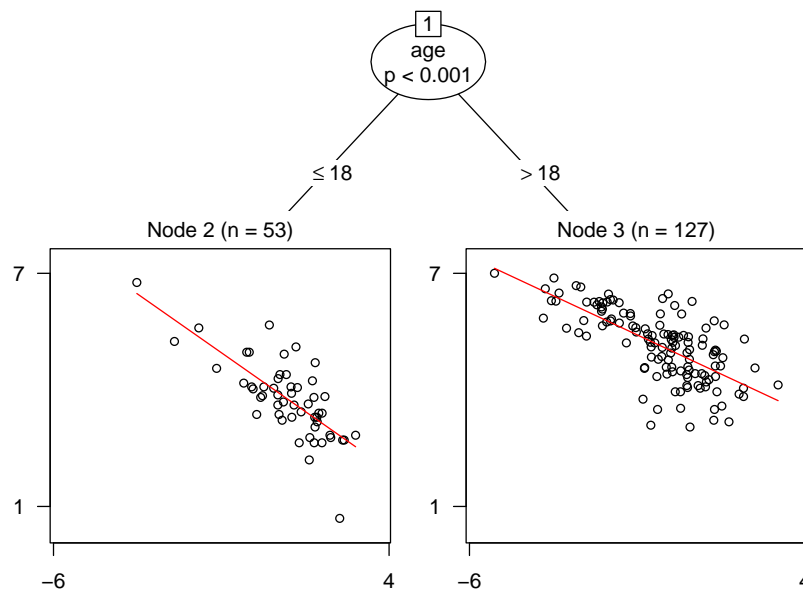 1
age
p < 0.001
≤ 18
> 18
Node 2 (n = 53)
Node 3 (n = 127)
7
1
−6
4
7
1
−6
4